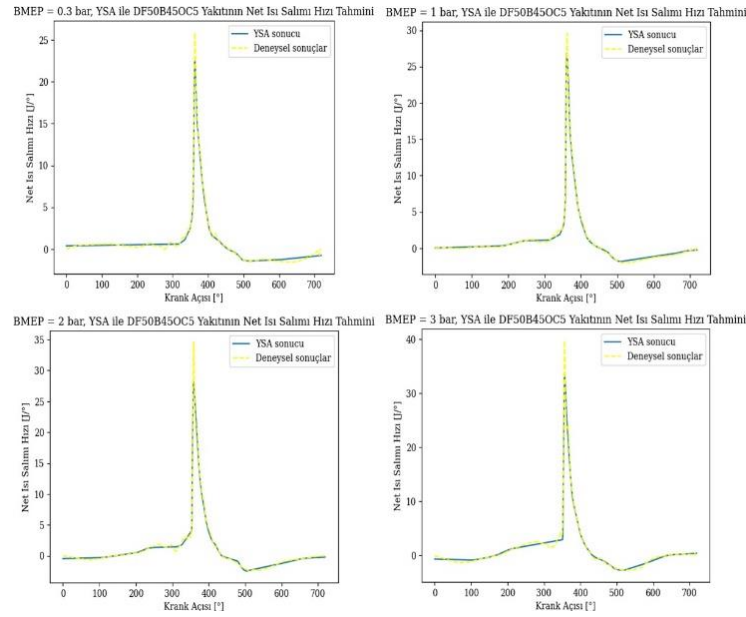 BMEP = 0.3 bar, YSA ile DF50B45OC5 Yakıtının Net Isı Salımı Hızı Tahmini
YSA sonucu
Deneysel sonuçlar
Net Isı Salımı Hızı [J/°]
25
20
15
10
5
0
0 100 200 300 400 500 600 700
Krank Açısı [°]
BMEP = 1 bar, YSA ile DF50B45OC5 Yakıtının Net Isı Salımı Hızı Tahmini
YSA sonucu
Deneysel sonuçlar
Net Isı Salımı Hızı [J/°]
30
25
20
15
10
5
0
0 100 200 300 400 500 600 700
Krank Açısı [°]
BMEP = 2 bar, YSA ile DF50B45OC5 Yakıtının Net Isı Salımı Hızı Tahmini
YSA sonucu
Deneysel sonuçlar
Net Isı Salımı Hızı [J/°]
35
30
25
20
15
10
5
0
0 100 200 300 400 500 600 700
Krank Açısı [°]
BMEP = 3 bar, YSA ile DF50B45OC5 Yakıtının Net Isı Salımı Hızı Tahmini
YSA sonucu
Deneysel sonuçlar
Net Isı Salımı Hızı [J/°]
40
30
20
10
0
0 100 200 300 400 500 600 700
Krank Açısı [°]